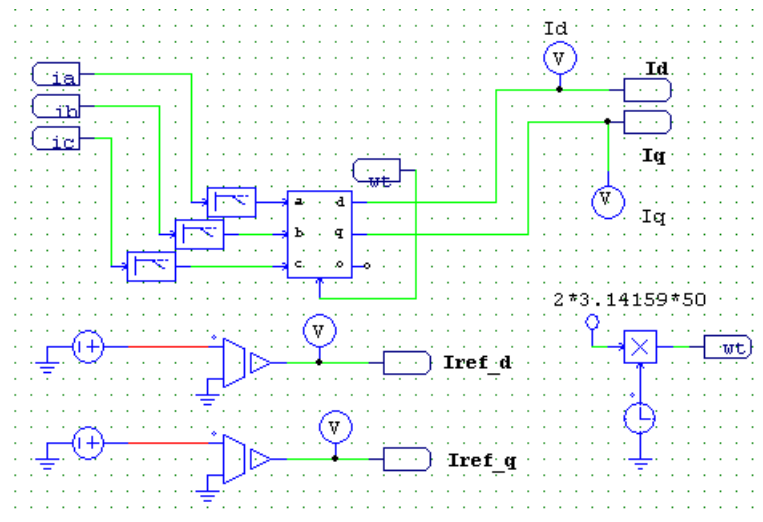 Id
V
Id
ia
ib
ic
Iq
wt
V
Iq
a d
b q
c o
2*3.14159*50
V
wt
Iref_d
V
Iref_q